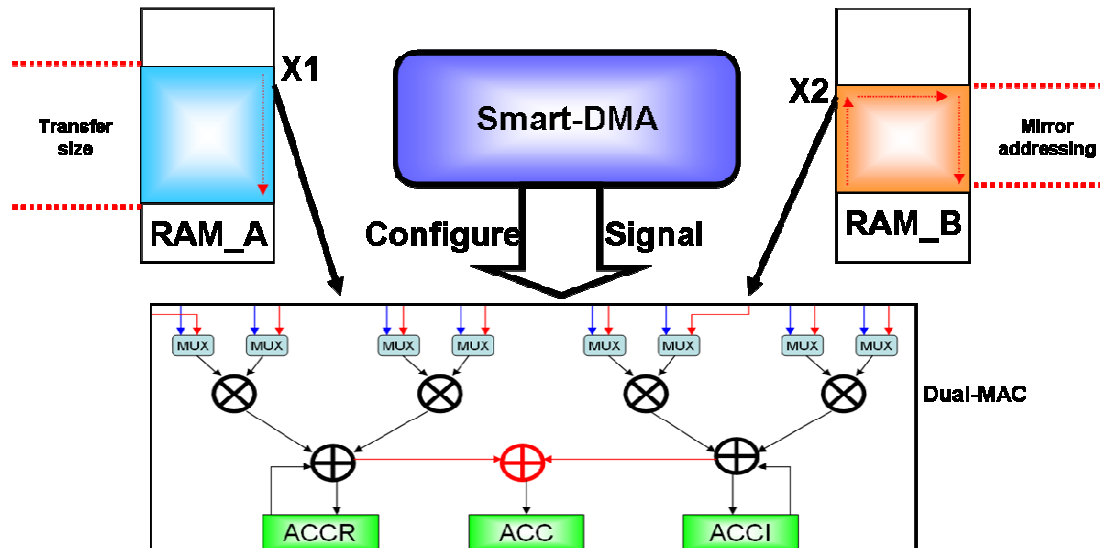 X1
Smart-DMA
X2
Transfer
size
Mirror
addressing
RAM_A
Configure
Signal
RAM_B
MUX MUX MUX MUX MUX MUX MUX MUX
Dual-MAC
ACCR ACC ACCI